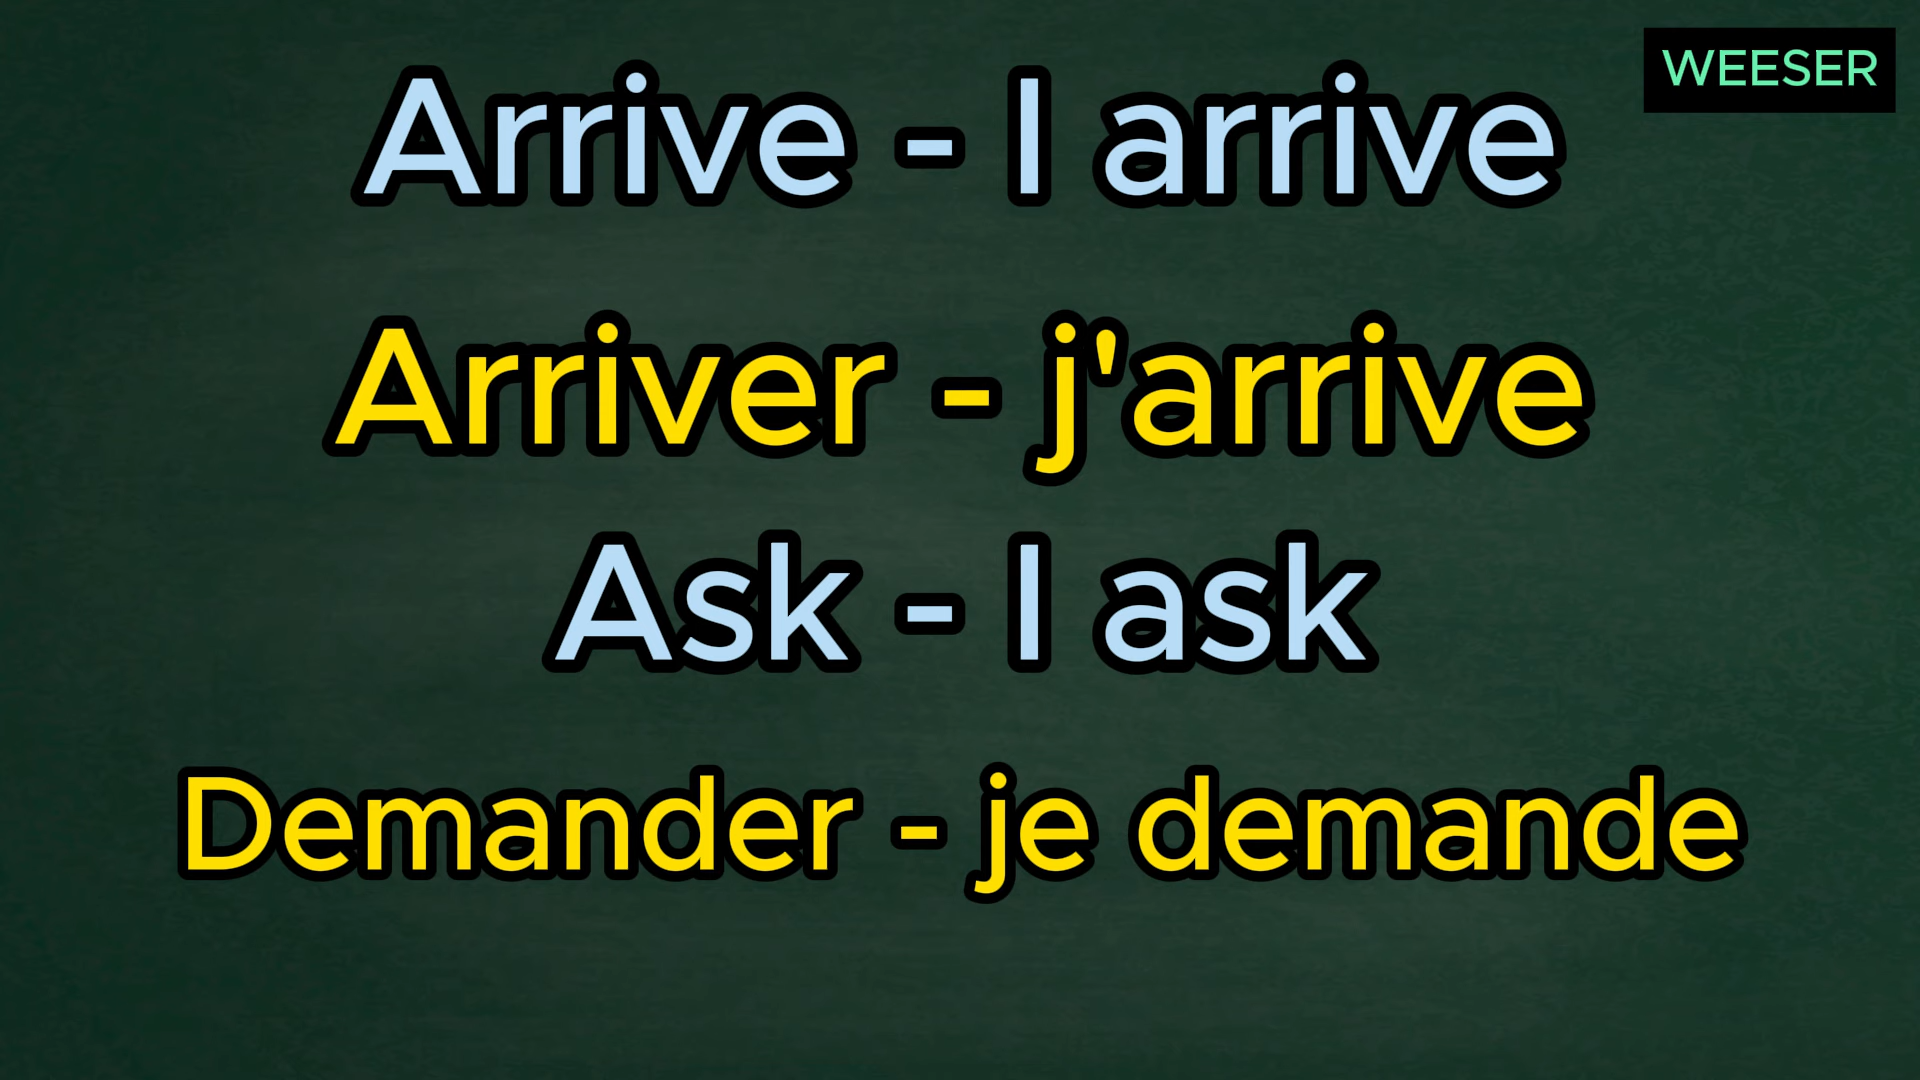 WEESER
Arrive - I arrive
Arriver - j'arrive
Ask - I ask
Demander - je demande